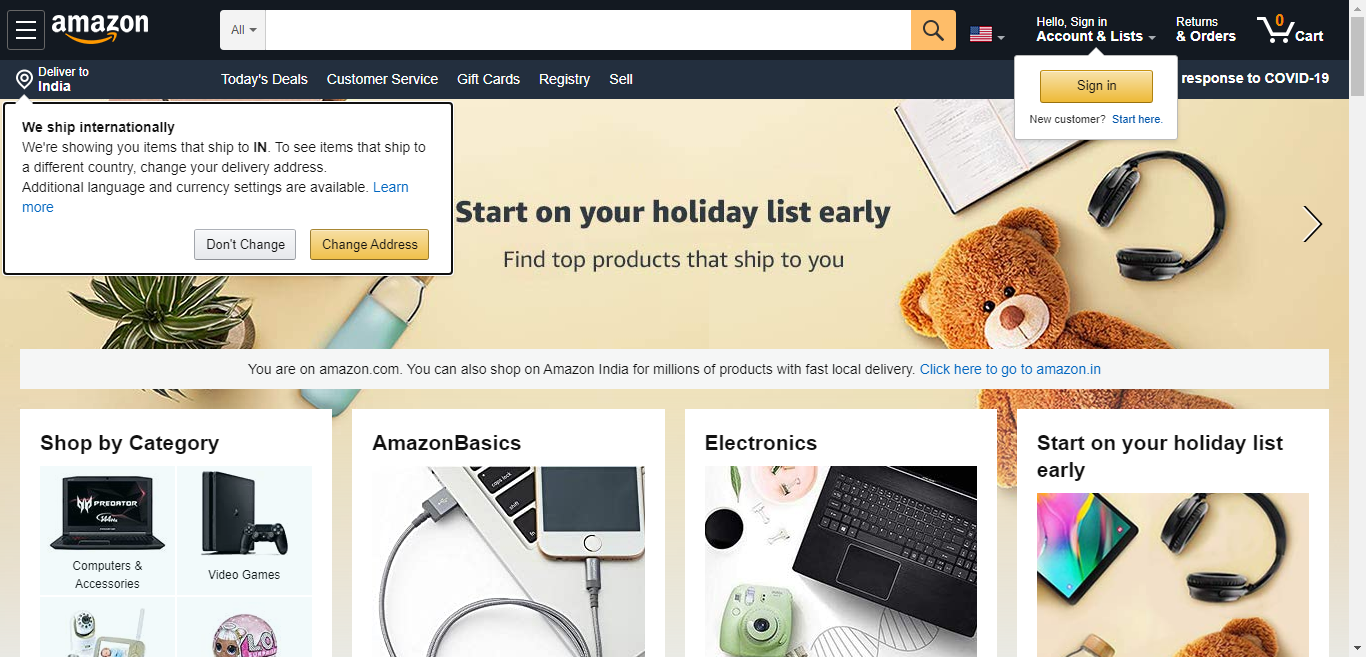 amazon
All
Hello, Sign in
Account & Lists
Returns
& Orders
0
Cart
Deliver to
India
Today's Deals
Customer Service
Gift Cards
Registry
Sell
response to COVID-19
Sign in
New customer? Start here.
We ship internationally
We're showing you items that ship to IN. To see items that ship to
a different country, change your delivery address.
Additional language and currency settings are available. Learn
more
Don't Change
Change Address
Start on your holiday list early
Find top products that ship to you
You are on amazon.com. You can also shop on Amazon India for millions of products with fast local delivery. Click here to go to amazon.in
Shop by Category
PREDATOR
144Hz
Computers &
Accessories
Video Games
AmazonBasics
caps lock
shift
Electronics
Start on your holiday list
early